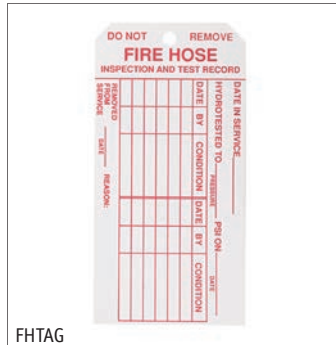 DO NOT REMOVE
FIRE HOSE
INSPECTION AND TEST RECORD
DATE IN SERVICE
HYDROTESTED TO PSI ON
PRESSURE DATE
DATE BY CONDITION DATE BY CONDITION
REMOVED
FROM
SERVICE REASON:
DATE
FHTAG